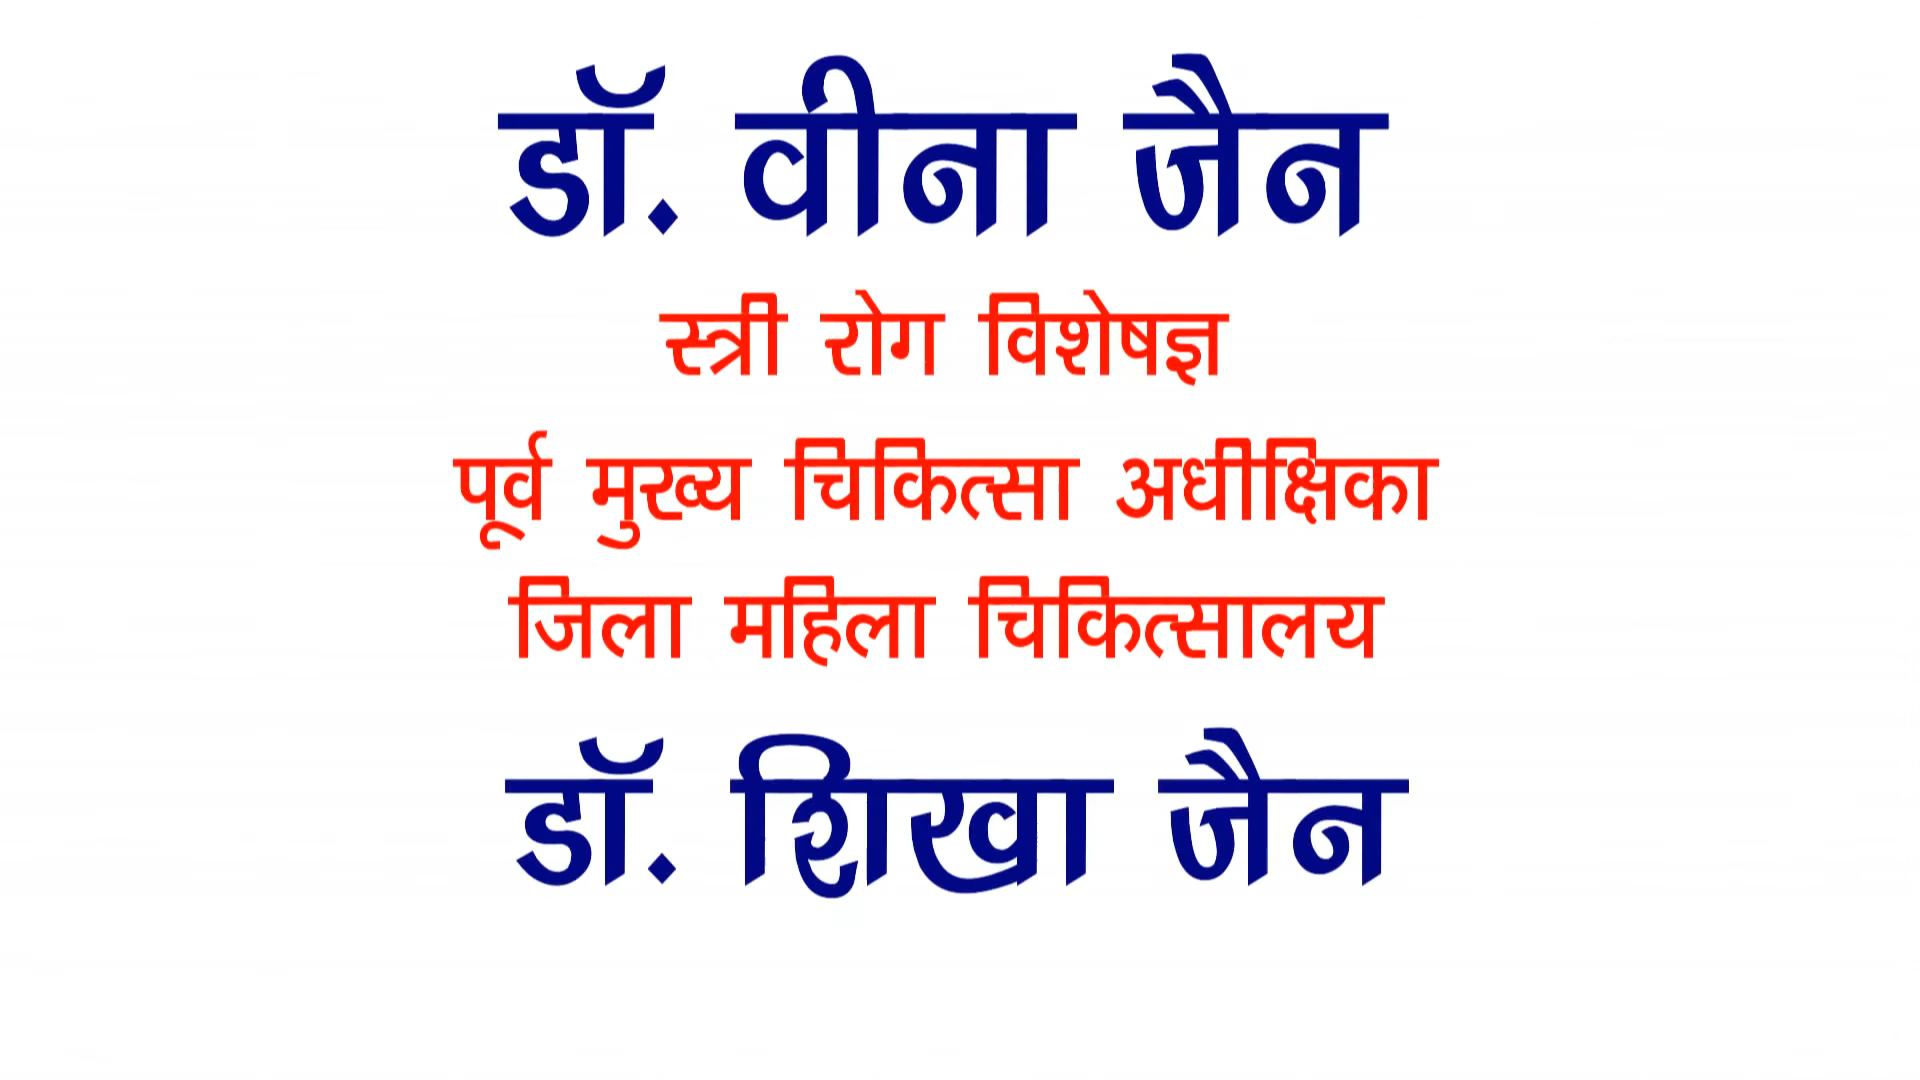 डॉ. वीना जैन
स्त्री रोग विशेषज्ञ
पूर्व मुख्य चिकित्सा अधीक्षिका
जिला महिला चिकित्सालय
डॉ. शिखा जैन